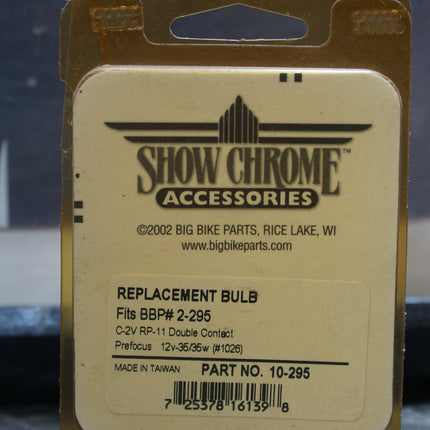 SHOW CHROME™
ACCESSORIES
©2002 BIG BIKE PARTS, RICE LAKE, WI
www.bigbikeparts.com
REPLACEMENT BULB
Fits BBP# 2-295
C-2V RP-11 Double Contact
Prefocus 12v-35/35w (#1026)
MADE IN TAIWAN PART NO. 10-295
7 25378 16139 8